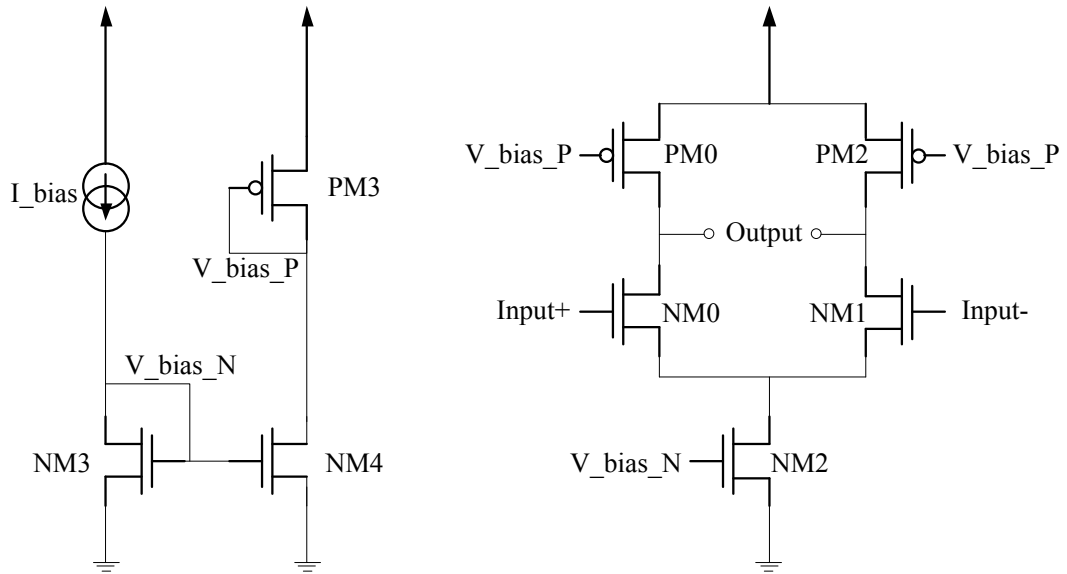 I_bias
PM3
V_bias_P
V_bias_N
NM3
NM4
V_bias_P
PM0
PM2
V_bias_P
Output
Input+
NM0
NM1
Input-
V_bias_N
NM2